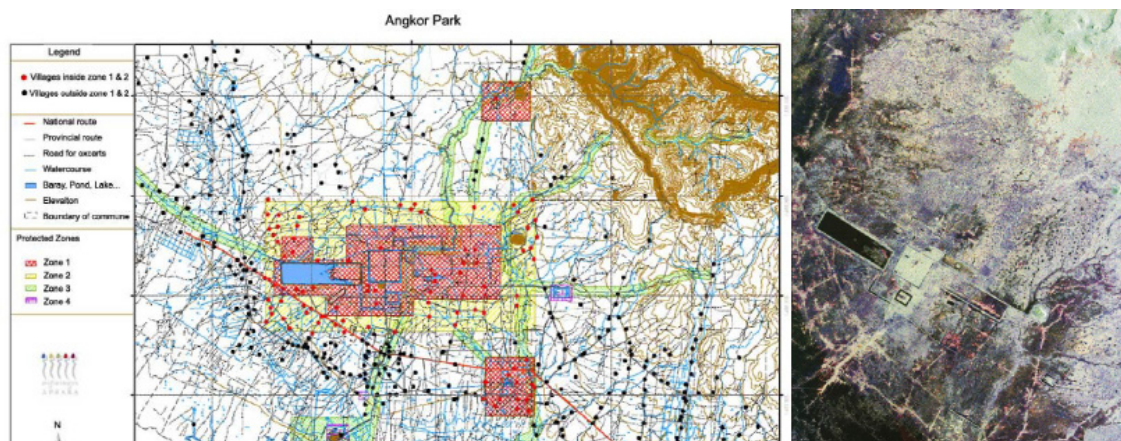 Angkor Park
Legend
Villages inside zone 1 & 2
Villages outside zone 1 & 2
National route
Provincial route
Road for oxcarts
Watercourse
Baray, Pond, Lake...
Elevation
Boundary of commune
Protected Zones
Zone 1
Zone 2
Zone 3
Zone 4
N